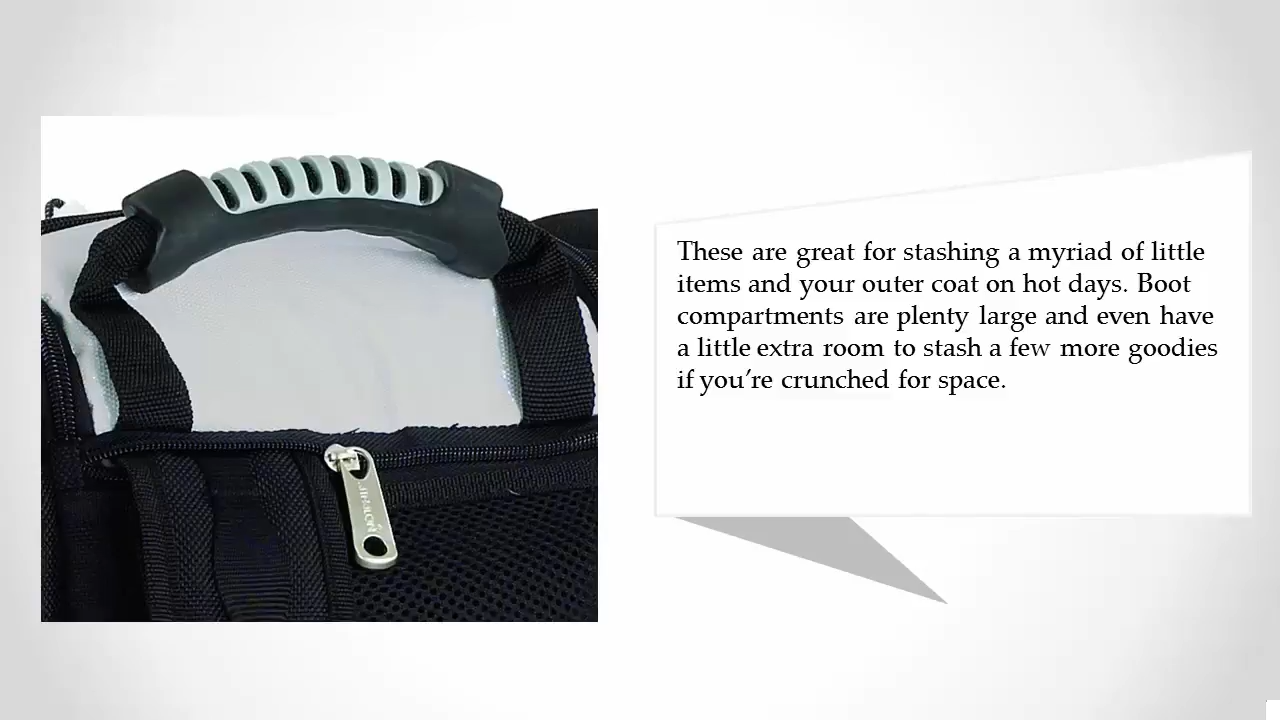 These are great for stashing a myriad of little
items and your outer coat on hot days. Boot
compartments are plenty large and even have
a little extra room to stash a few more goodies
if you’re crunched for space.